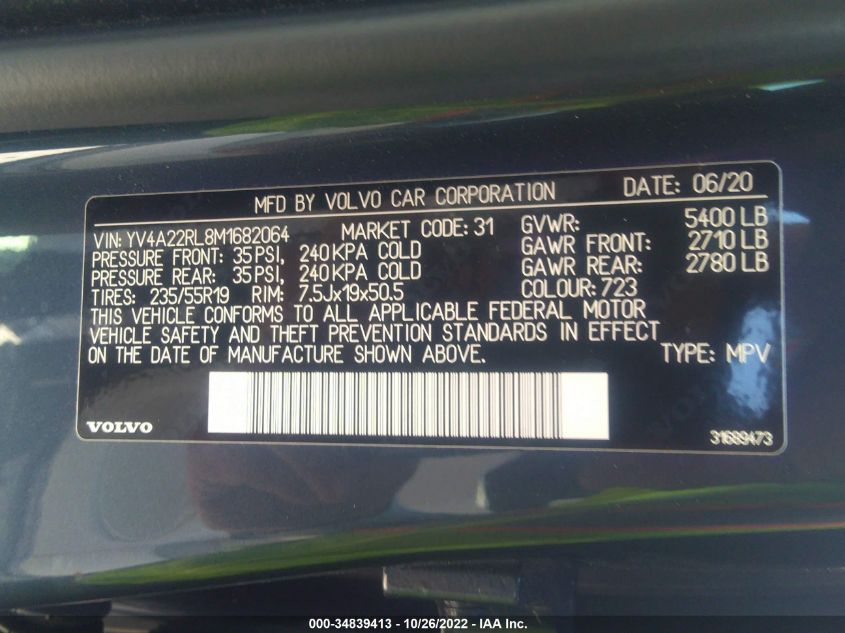 MFD BY VOLVO CAR CORPORATION DATE: 06/20
VIN: YV4A22RL8M1682064 MARKET CODE: 31 GVWR: 5400 LB
PRESSURE FRONT: 35 PSI, 240 KPA COLD GAWR FRONT: 2710 LB
PRESSURE REAR: 35 PSI, 240 KPA COLD GAWR REAR: 2780 LB
TIRES: 235/55R19 RIM: 7.5Jx19x50.5 COLOUR: 723
THIS VEHICLE CONFORMS TO ALL APPLICABLE FEDERAL MOTOR
VEHICLE SAFETY AND THEFT PREVENTION STANDARDS IN EFFECT
ON THE DATE OF MANUFACTURE SHOWN ABOVE. TYPE: MPV
VOLVO 31689473
000-34839413 - 10/26/2022 - IAA Inc.